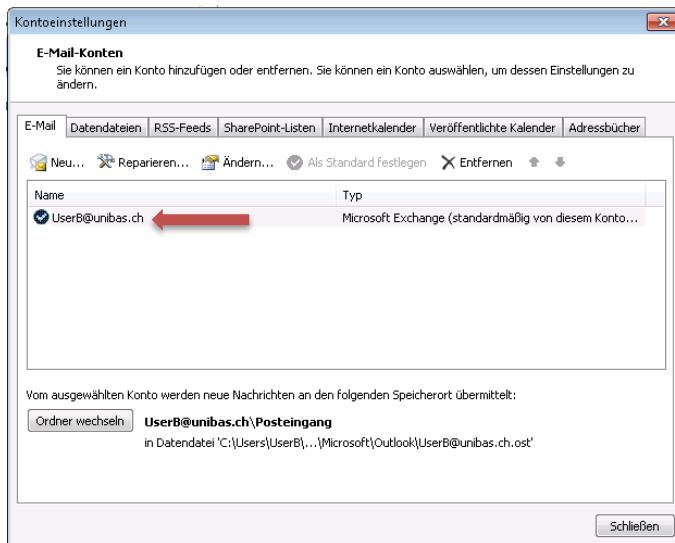 Kontoeinstellungen
E-Mail-Konten
Sie können ein Konto hinzufügen oder entfernen. Sie können ein Konto auswählen, um dessen Einstellungen zu
ändern.
E-Mail Datendateien RSS-Feeds SharePoint-Listen Internetkalender Veröffentlichte Kalender Adressbücher
Neu... Reparieren... Ändern... Als Standard festlegen Entfernen
Name Typ
UserB@unibas.ch Microsoft Exchange (standardmäßig von diesem Konto...
Vom ausgewählten Konto werden neue Nachrichten an den folgenden Speicherort übermittelt:
Ordner wechseln UserB@unibas.ch\Posteingang
in Datendatei 'C:\Users\UserB\...\Microsoft\Outlook\UserB@unibas.ch.ost'
Schließen